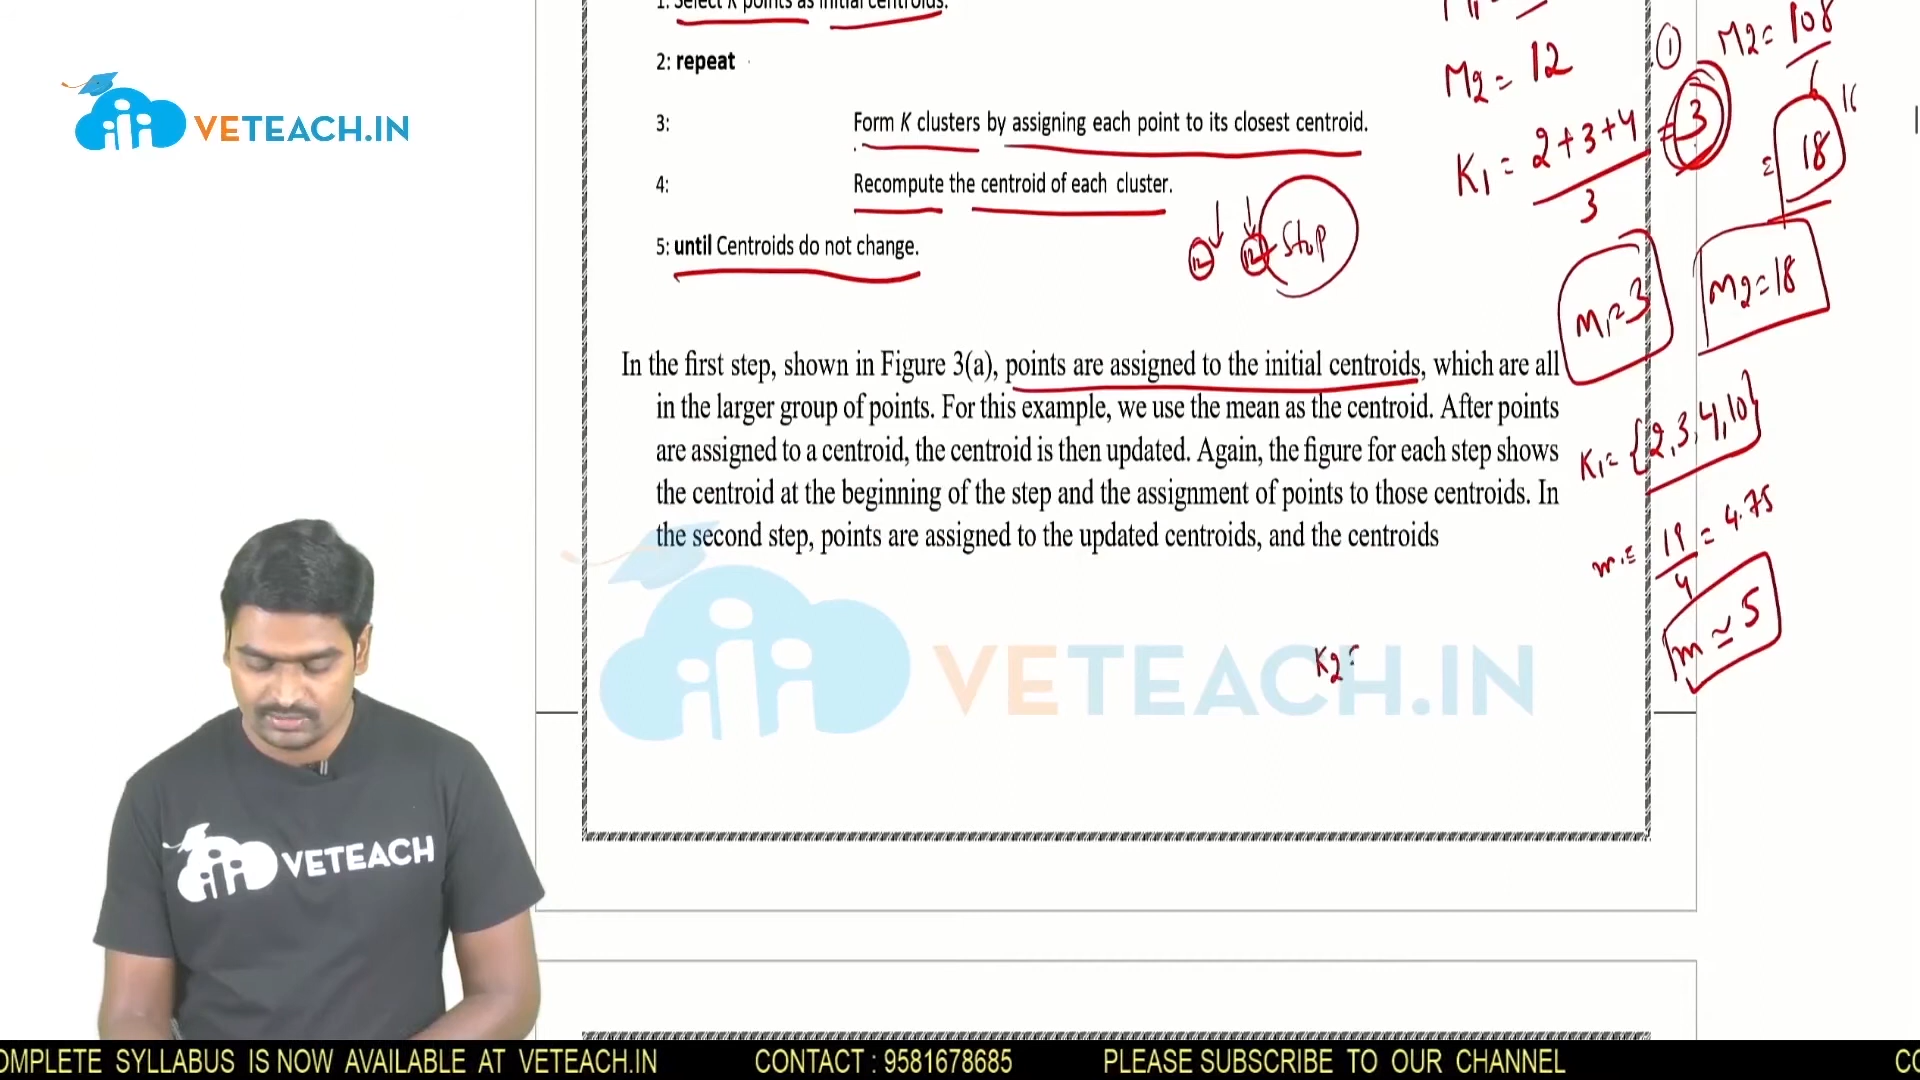 1: Select K points as initial centroids.
2: repeat
3: Form K clusters by assigning each point to its closest centroid.
4: Recompute the centroid of each cluster.
5: until Centroids do not change.
In the first step, shown in Figure 3(a), points are assigned to the initial centroids, which are all
in the larger group of points. For this example, we use the mean as the centroid. After points
are assigned to a centroid, the centroid is then updated. Again, the figure for each step shows
the centroid at the beginning of the step and the assignment of points to those centroids. In
the second step, points are assigned to the updated centroids, and the centroids
VETEACH.IN
VETEACH.IN
VETEACH
12 12 Stop
M2 = 12
K1 = 2+3+4 = 3
3
1
M2 = 108
6
= 18
m1=3
M2=18
K1= {2,3,4,10}
m1= 19 = 4.75
4
m ≃ 5
K2=
OMPLETE SYLLABUS IS NOW AVAILABLE AT VETEACH.IN CONTACT : 9581678685 PLEASE SUBSCRIBE TO OUR CHANNEL CO